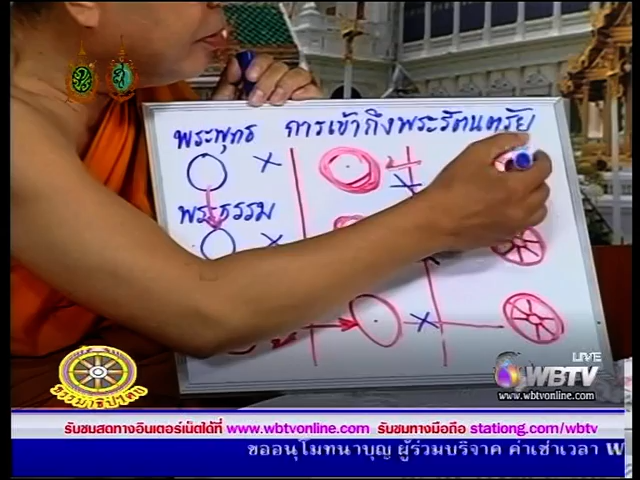 พระพุทธ การเข้าถึงพระรัตนตรัย
พระธรรม
ธรรมาธิปไตย
LIVE
WBTV
www.wbtvonline.com
รับชมสดทางอินเตอร์เน็ตได้ที่ www.wbtvonline.com รับชมทางมือถือ stationg.com/wbtv
ขออนุโมทนาบุญ ผู้ร่วมบริจาค ค่าเช่าเวลา W